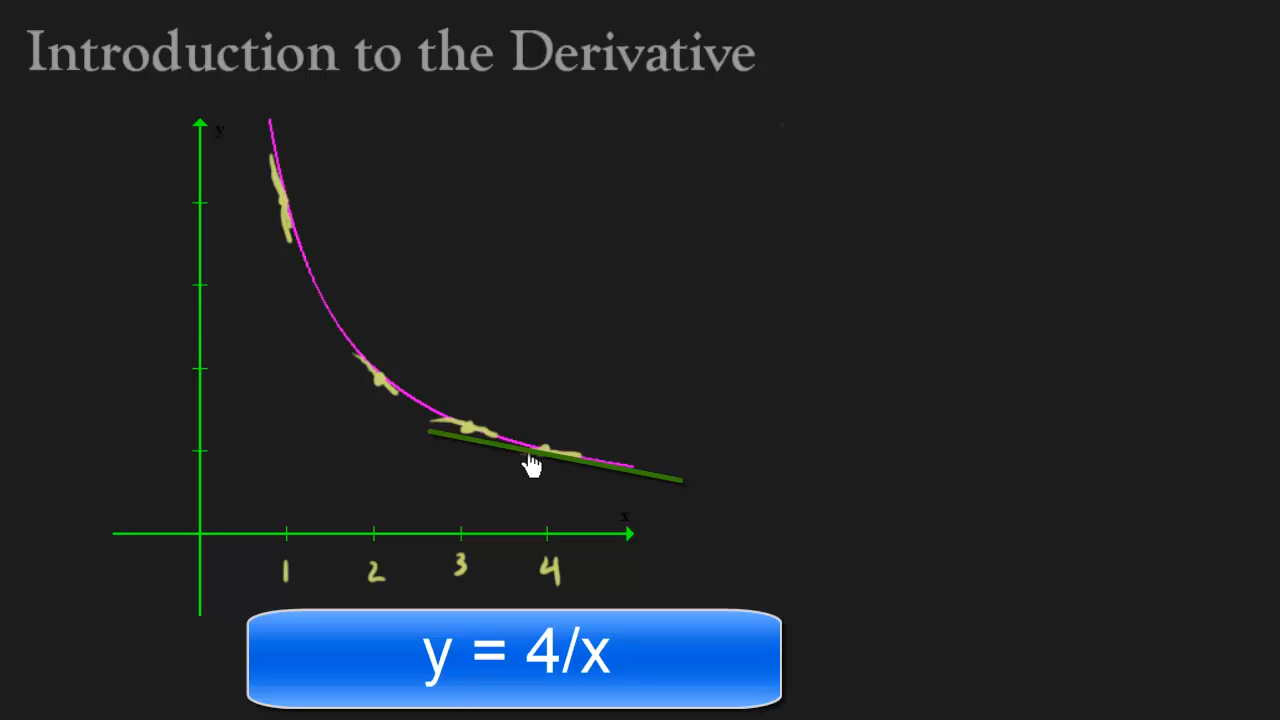 Introduction to the Derivative
y
x
1 2 3 4
y = 4/x